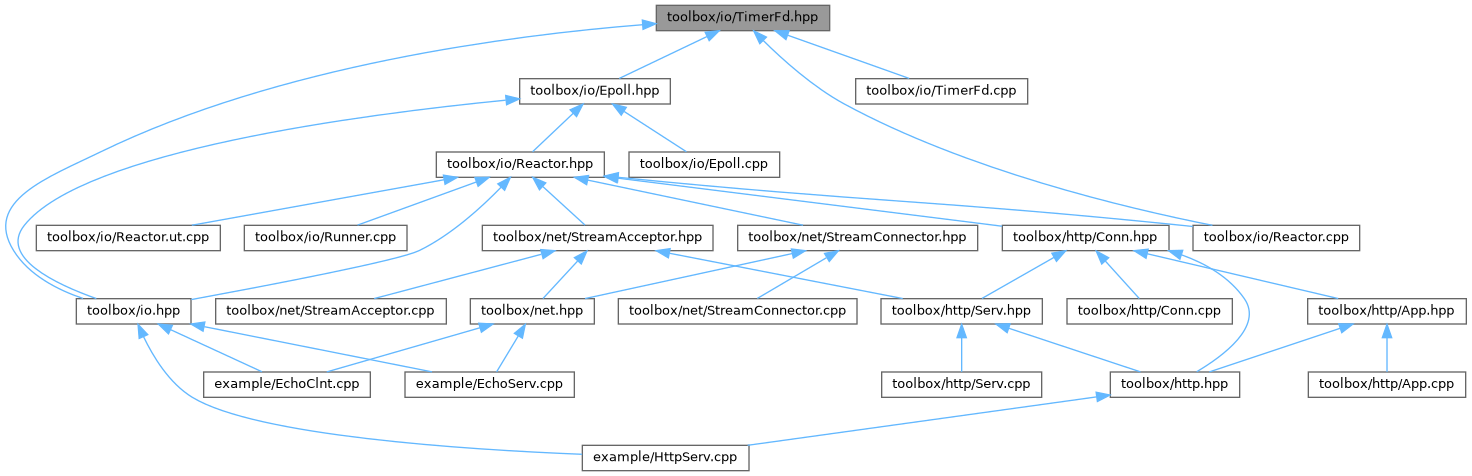 toolbox/io/TimerFd.hpp
toolbox/io/Epoll.hpp
toolbox/io/TimerFd.cpp
toolbox/io/Reactor.hpp
toolbox/io/Epoll.cpp
toolbox/io/Reactor.ut.cpp
toolbox/io/Runner.cpp
toolbox/net/StreamAcceptor.hpp
toolbox/net/StreamConnector.hpp
toolbox/http/Conn.hpp
toolbox/io/Reactor.cpp
toolbox/io.hpp
toolbox/net/StreamAcceptor.cpp
toolbox/net.hpp
toolbox/net/StreamConnector.cpp
toolbox/http/Serv.hpp
toolbox/http/Conn.cpp
toolbox/http/App.hpp
example/EchoClnt.cpp
example/EchoServ.cpp
toolbox/http/Serv.cpp
toolbox/http.hpp
toolbox/http/App.cpp
example/HttpServ.cpp